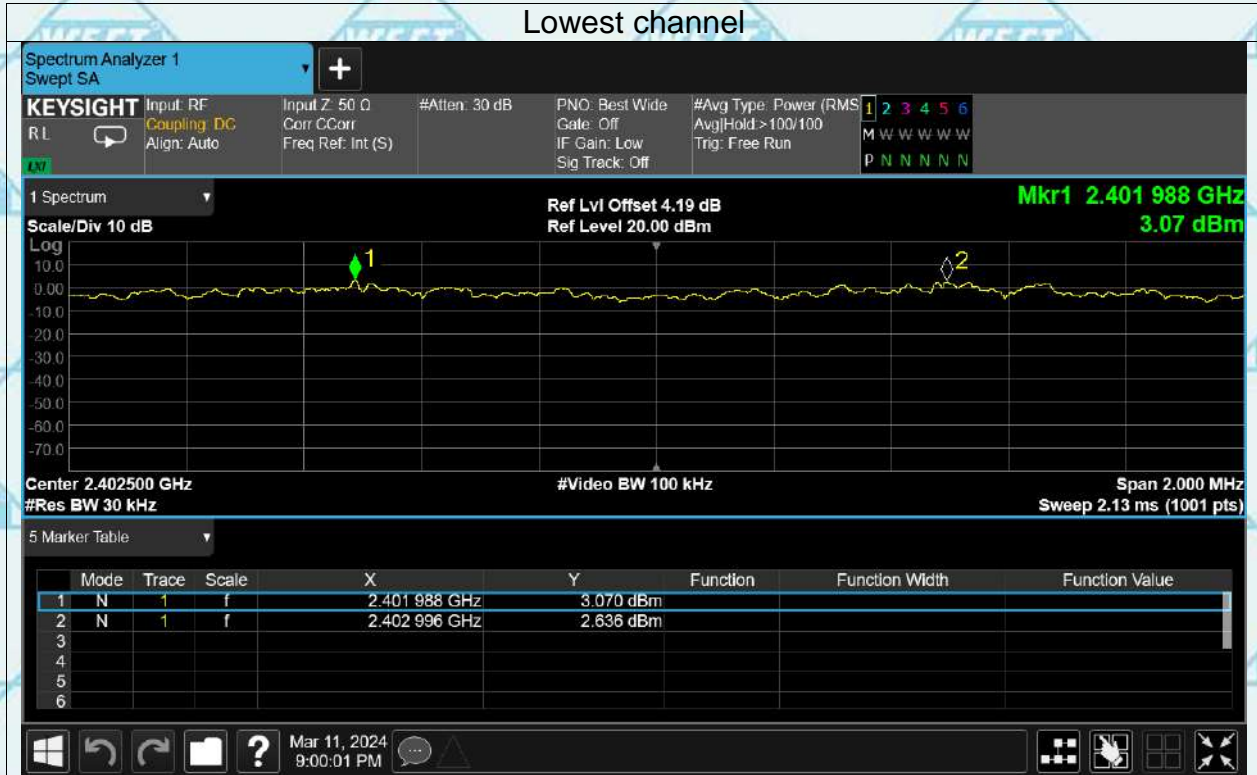 Lowest channel
Spectrum Analyzer 1
Swept SA
+
KEYSIGHT
RL
LXI
Input: RF
Coupling: DC
Align: Auto
Input Z: 50 Ω
Corr CCorr
Freq Ref: Int (S)
#Atten: 30 dB
PNO: Best Wide
Gate: Off
IF Gain: Low
Sig Track: Off
#Avg Type: Power (RMS
Avg|Hold:>100/100
Trig: Free Run
1 2 3 4 5 6
M W W W W W
P N N N N N
1 Spectrum
Scale/Div 10 dB
Ref Lvl Offset 4.19 dB
Ref Level 20.00 dBm
Mkr1 2.401 988 GHz
3.07 dBm
Log
10.0
0.00
-10.0
-20.0
-30.0
-40.0
-50.0
-60.0
-70.0
1
2
Center 2.402500 GHz
#Res BW 30 kHz
#Video BW 100 kHz
Span 2.000 MHz
Sweep 2.13 ms (1001 pts)
5 Marker Table
Mode Trace Scale X Y Function Function Width Function Value
1 N 1 f 2.401 988 GHz 3.070 dBm
2 N 1 f 2.402 996 GHz 2.636 dBm
3
4
5
6
?
Mar 11, 2024
9:00:01 PM